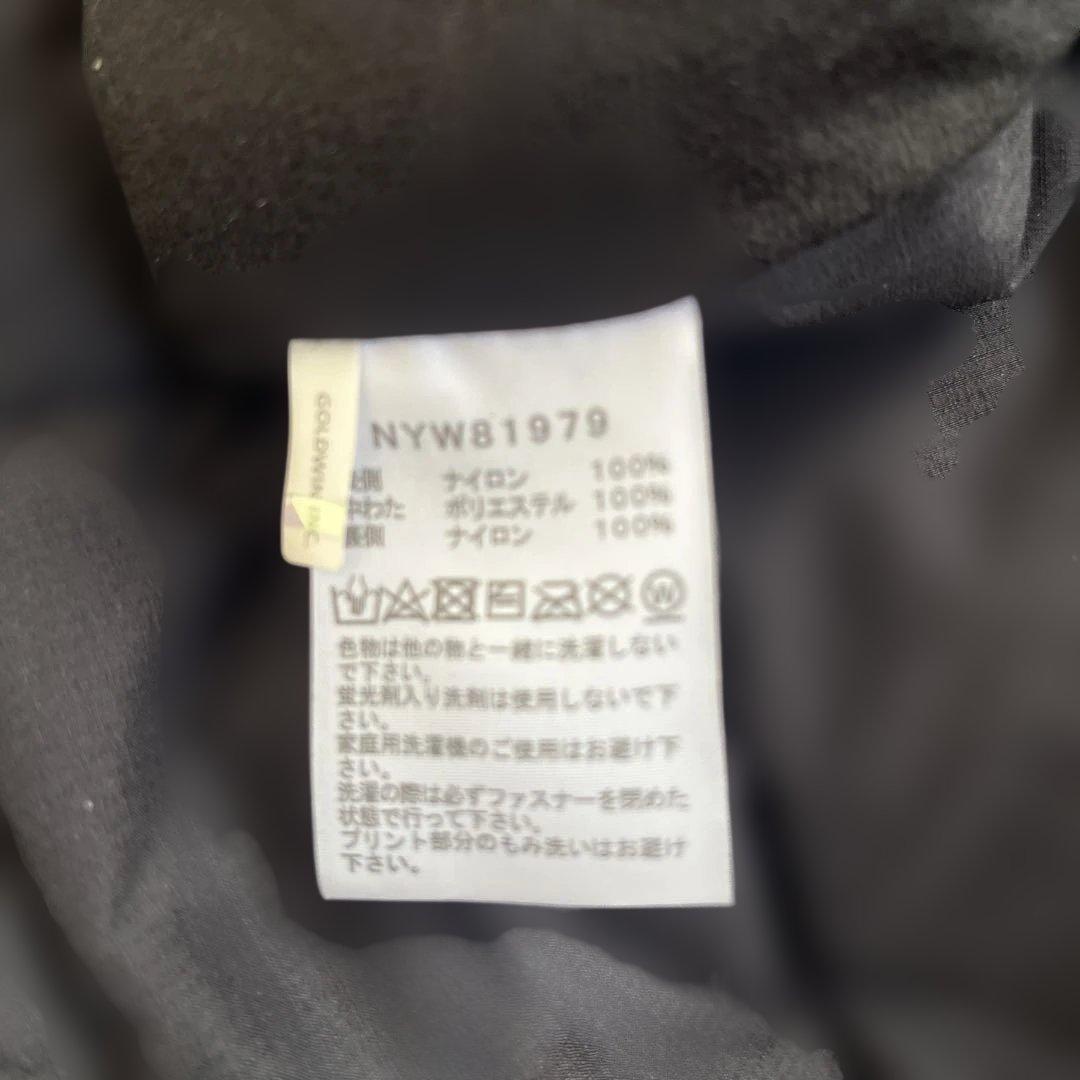 GOLDWIN INC
NYW81979
側 ナイロン 100%
中わた ポリエステル 100%
裏側 ナイロン 100%
W
色物は他の物と一緒に洗濯しない
で下さい。
蛍光剤入り洗剤は使用しないで下
さい。
家庭用洗濯機のご使用はお避け下
さい。
洗濯の際は必ずファスナーを閉めた
状態で行って下さい。
プリント部分のもみ洗いはお避け
下さい。